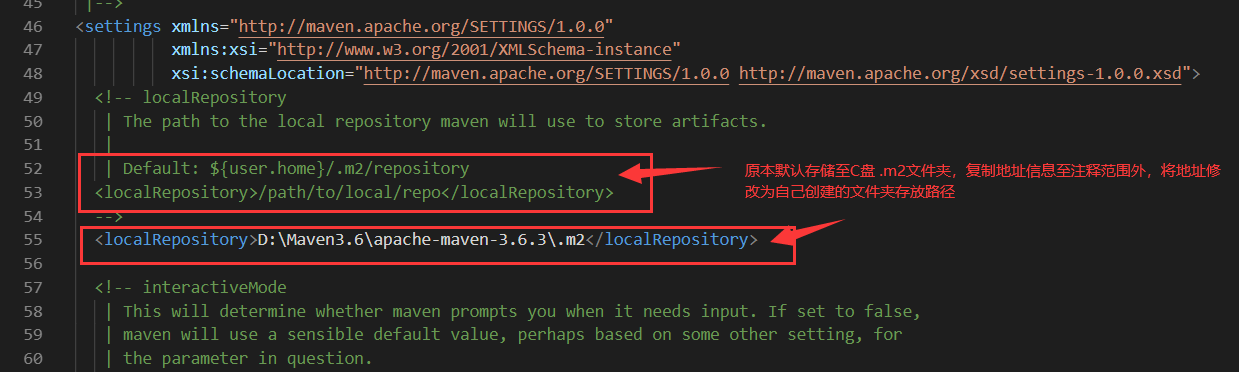 45 |-->
46 <settings xmlns="http://maven.apache.org/SETTINGS/1.0.0"
47 xmlns:xsi="http://www.w3.org/2001/XMLSchema-instance"
48 xsi:schemaLocation="http://maven.apache.org/SETTINGS/1.0.0 http://maven.apache.org/xsd/settings-1.0.0.xsd">
49 <!-- localRepository
50 | The path to the local repository maven will use to store artifacts.
51 |
52 | Default: ${user.home}/.m2/repository
原本默认存储至C盘 .m2文件夹，复制地址信息至注释范围外，将地址修
改为自己创建的文件夹存放路径
53 <localRepository>/path/to/local/repo</localRepository>
54 -->
55 <localRepository>D:\Maven3.6\apache-maven-3.6.3\.m2</localRepository>
56
57 <!-- interactiveMode
58 | This will determine whether maven prompts you when it needs input. If set to false,
59 | maven will use a sensible default value, perhaps based on some other setting, for
60 | the parameter in question.